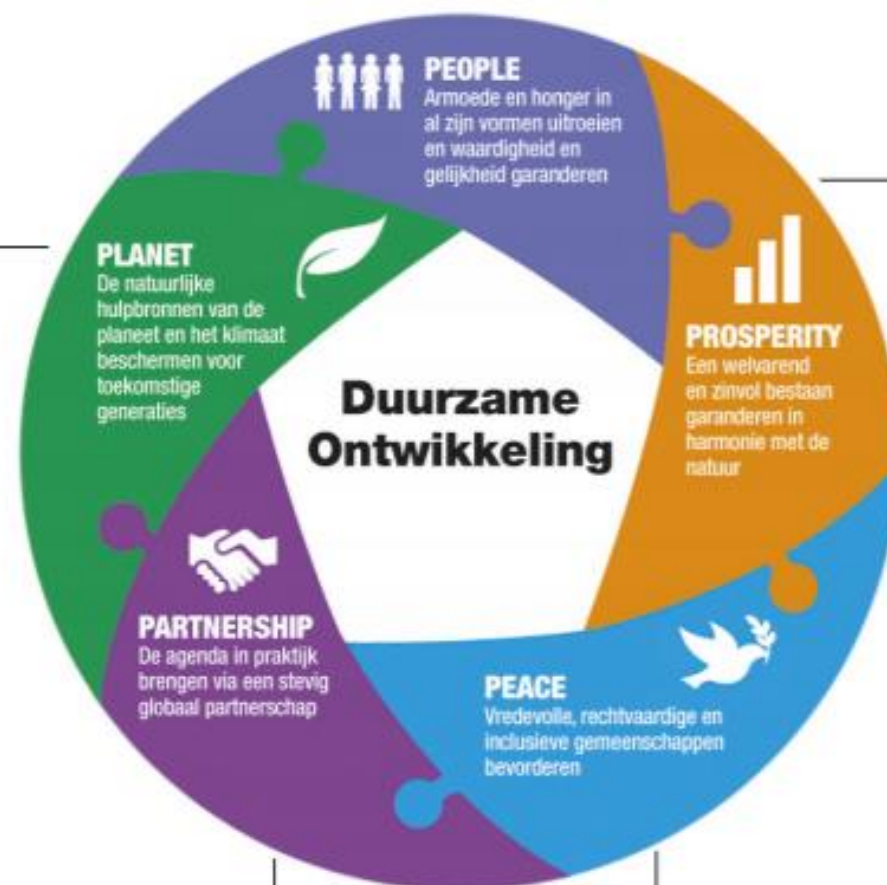 PEOPLE
Armoede en honger in
al zijn vormen uitroeien
en waardigheid en
gelijkheid garanderen
PROSPERITY
Een welvarend
en zinvol bestaan
garanderen in
harmonie met de
natuur
PEACE
Vredevolle, rechtvaardige en
inclusieve gemeenschappen
bevorderen
PARTNERSHIP
De agenda in praktijk
brengen via een stevig
globaal partnerschap
PLANET
De natuurlijke
hulpbronnen van de
planeet en het klimaat
beschermen voor
toekomstige
generaties
Duurzame
Ontwikkeling